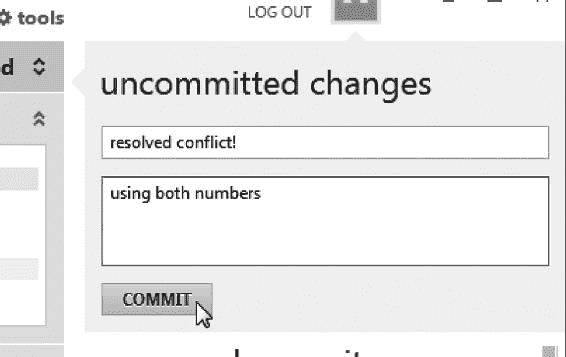 tools
LOG OUT
uncommitted changes
resolved conflict!
using both numbers
COMMIT